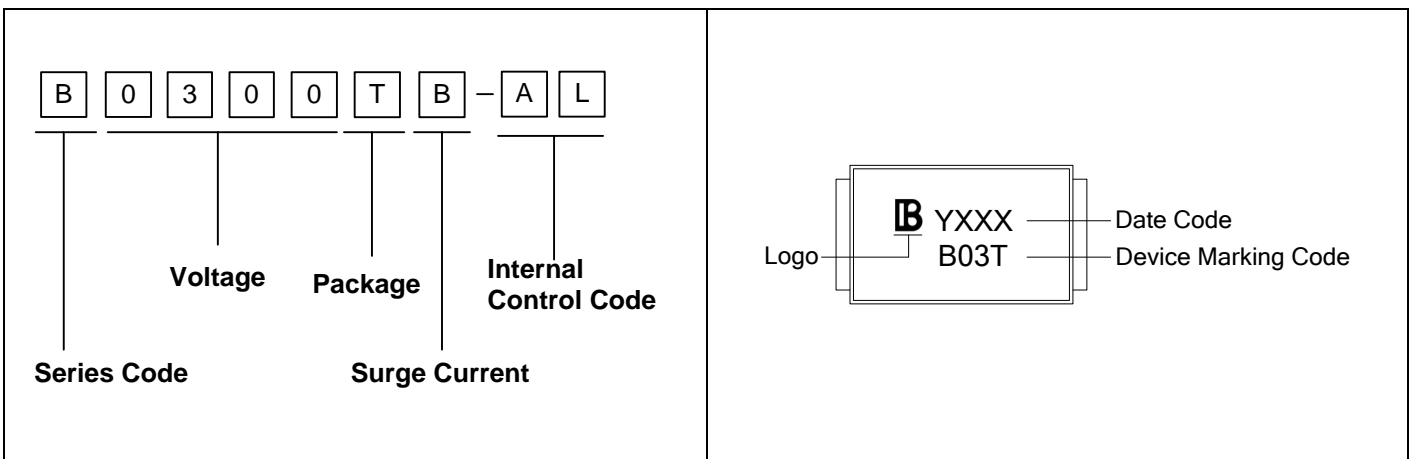 B 0 3 0 0 T B – A L
Voltage
Package
Internal
Control Code
Series Code
Surge Current
B YXXX
Date Code
B03T
Logo
Device Marking Code